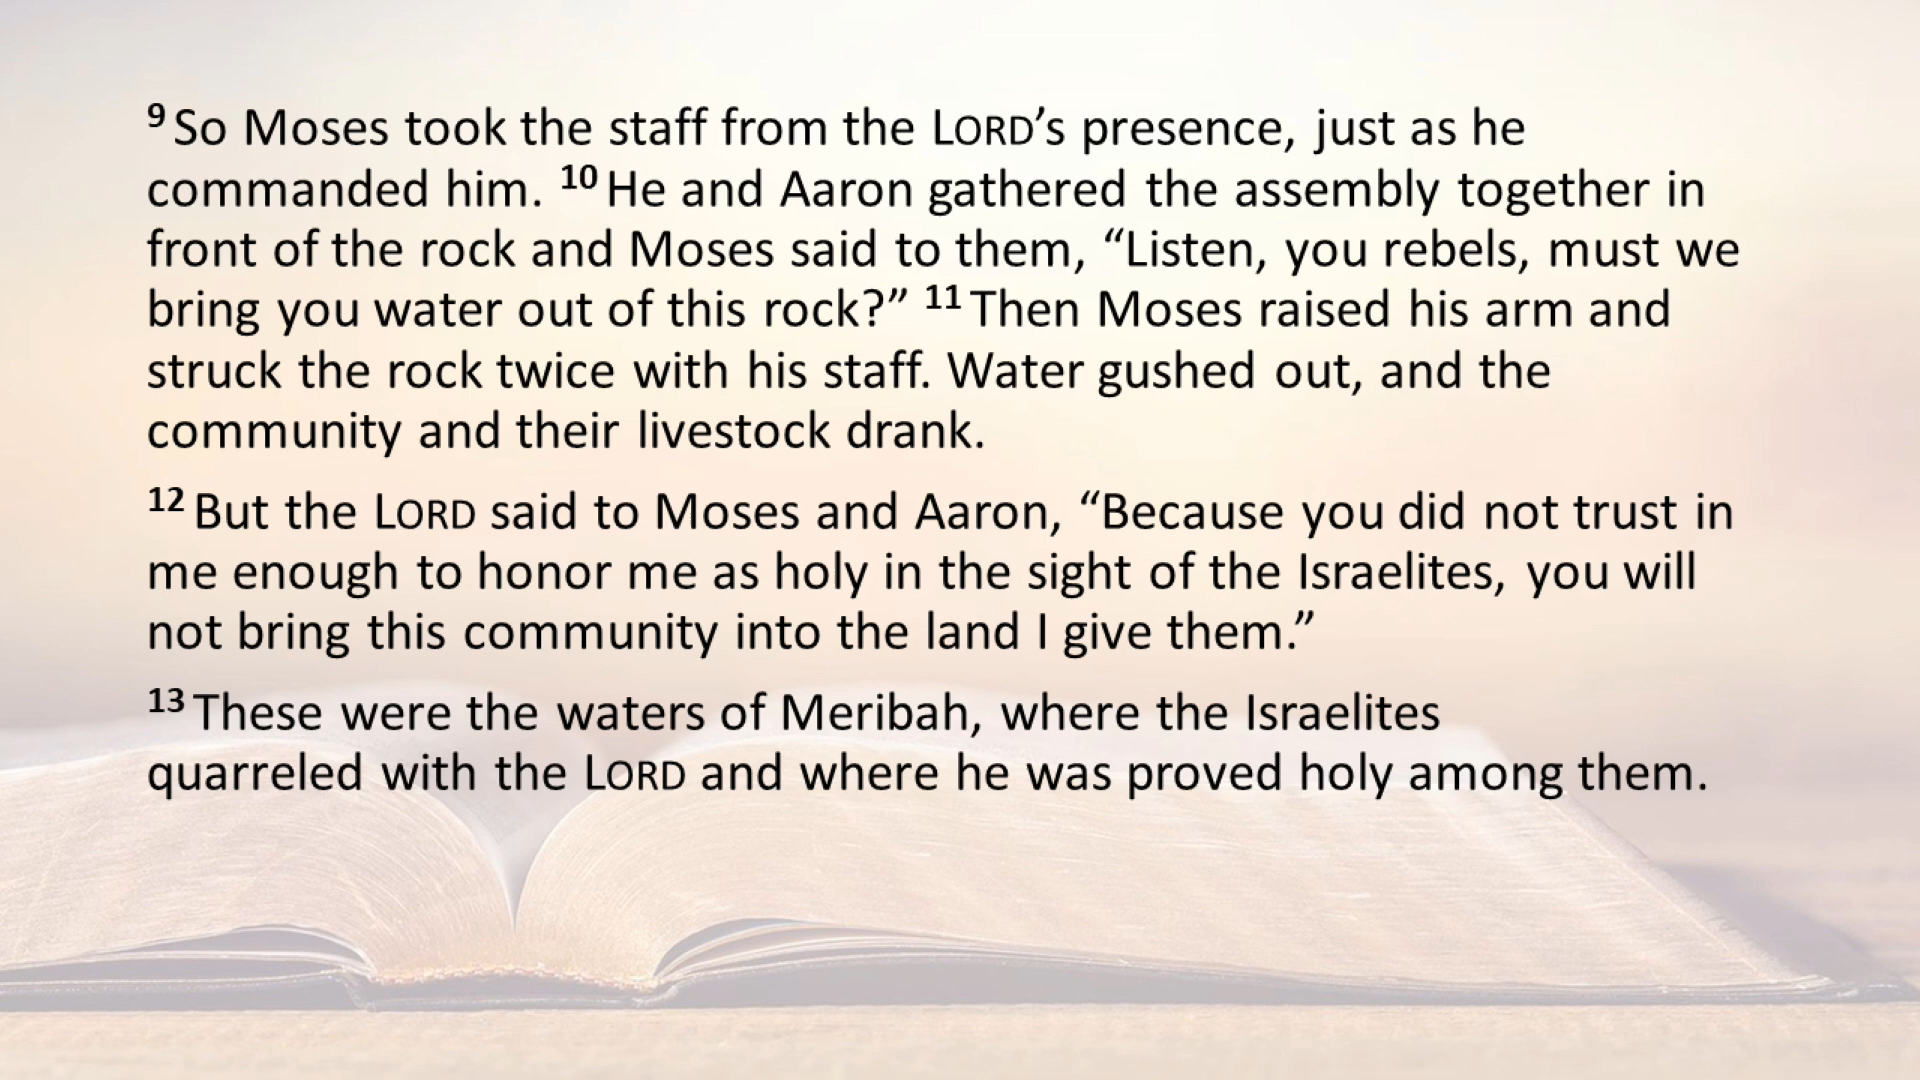 9 So Moses took the staff from the LORD’s presence, just as he
commanded him. 10 He and Aaron gathered the assembly together in
front of the rock and Moses said to them, “Listen, you rebels, must we
bring you water out of this rock?” 11 Then Moses raised his arm and
struck the rock twice with his staff. Water gushed out, and the
community and their livestock drank.
12 But the LORD said to Moses and Aaron, “Because you did not trust in
me enough to honor me as holy in the sight of the Israelites, you will
not bring this community into the land I give them.”
13 These were the waters of Meribah, where the Israelites
quarreled with the LORD and where he was proved holy among them.